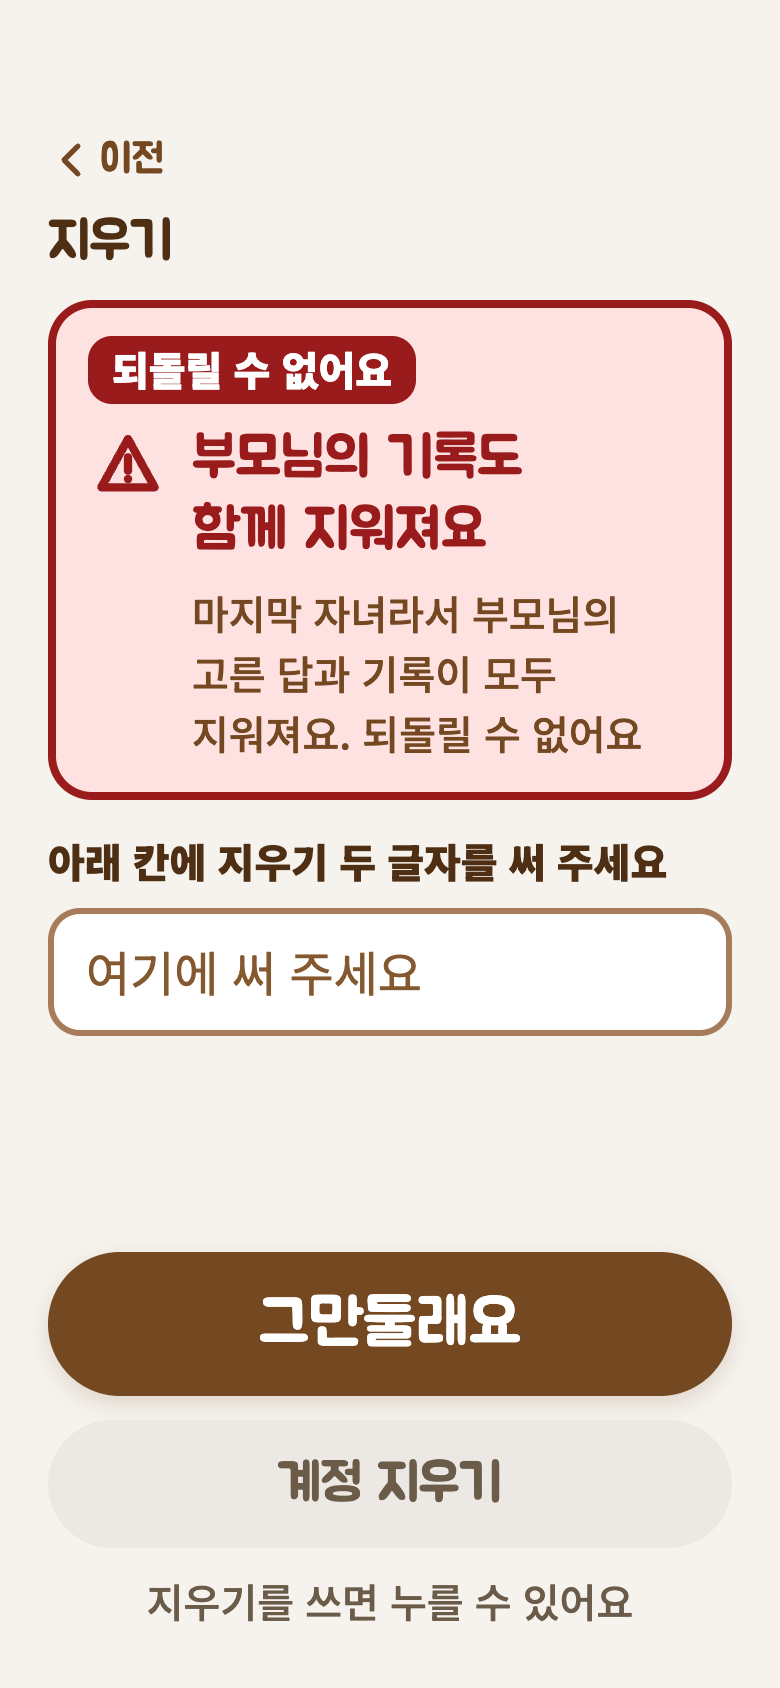 이전
지우기
되돌릴 수 없어요
부모님의 기록도
함께 지워져요
마지막 자녀라서 부모님의
고른 답과 기록이 모두
지워져요. 되돌릴 수 없어요
아래 칸에 지우기 두 글자를 써 주세요
여기에 써 주세요
그만둘래요
계정 지우기
지우기를 쓰면 누를 수 있어요